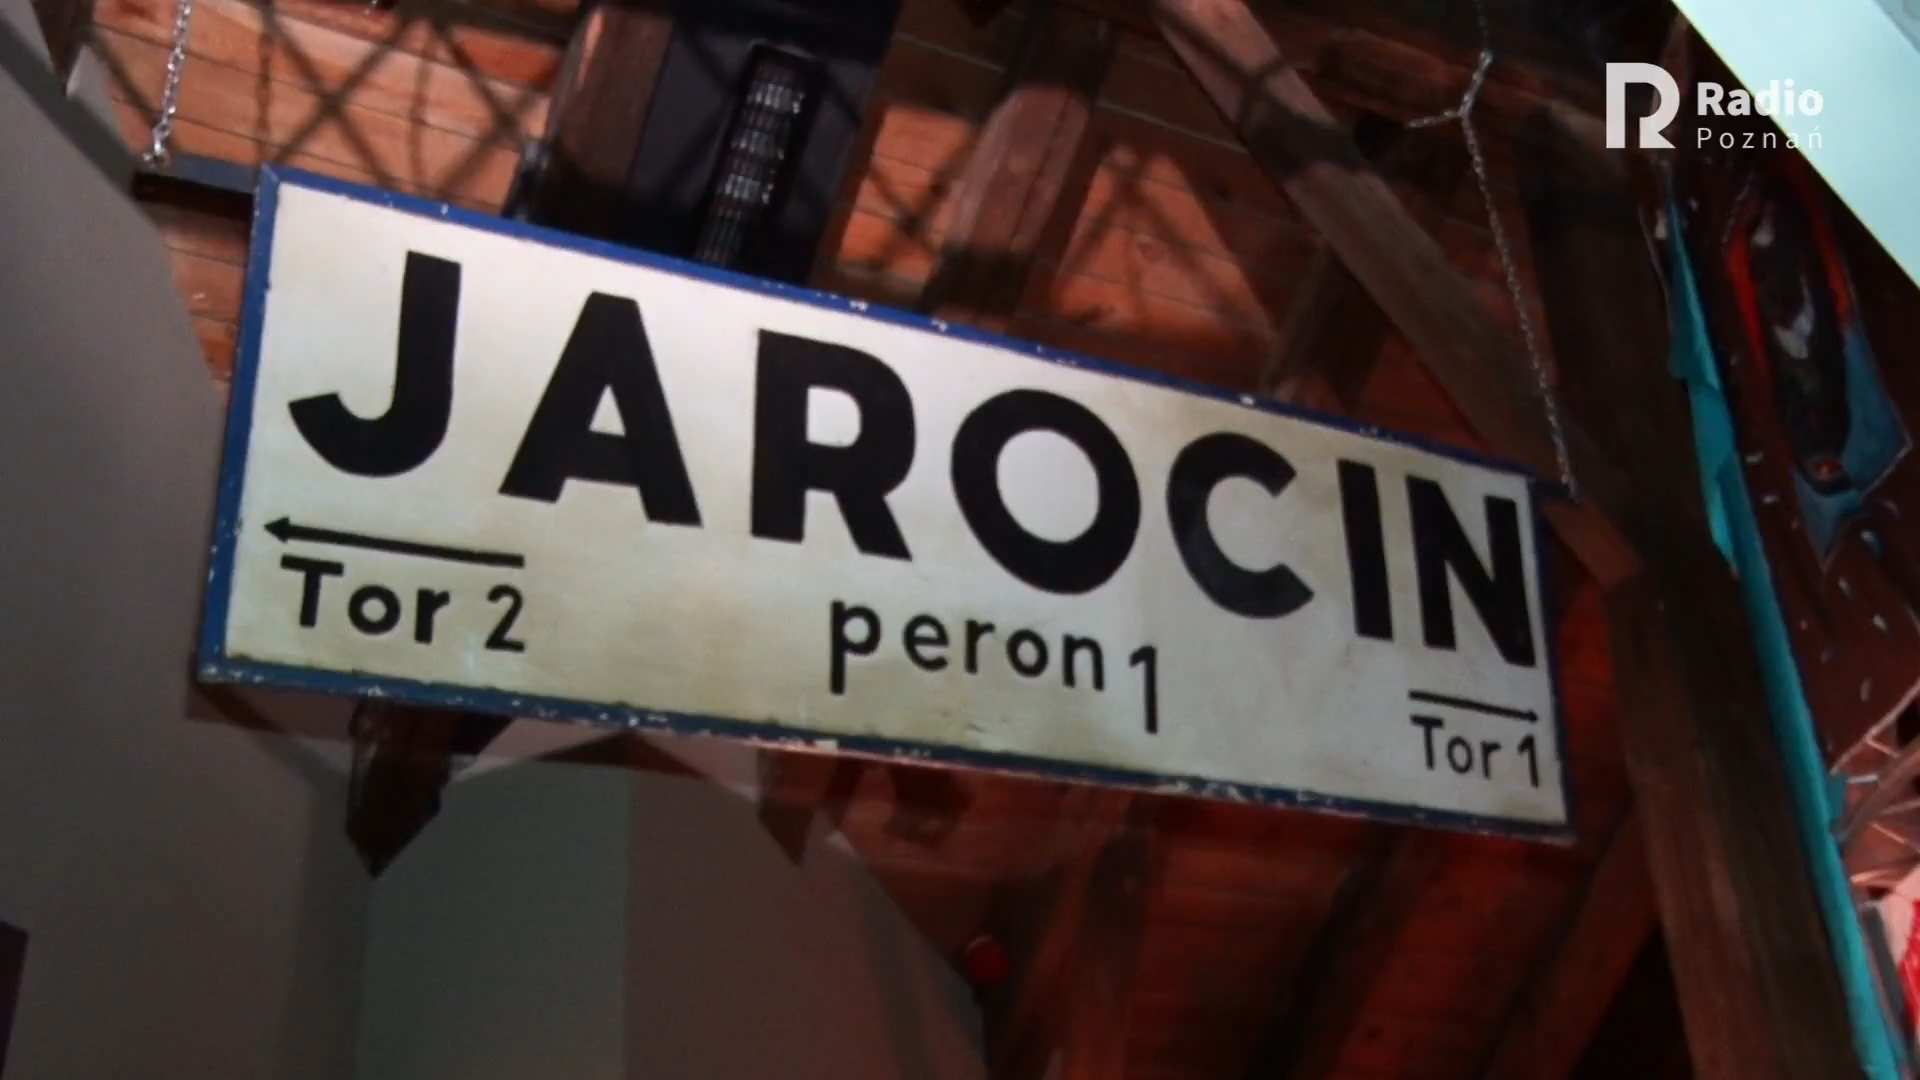 Radio
Poznań
JAROCIN
Tor 2
peron 1
Tor 1